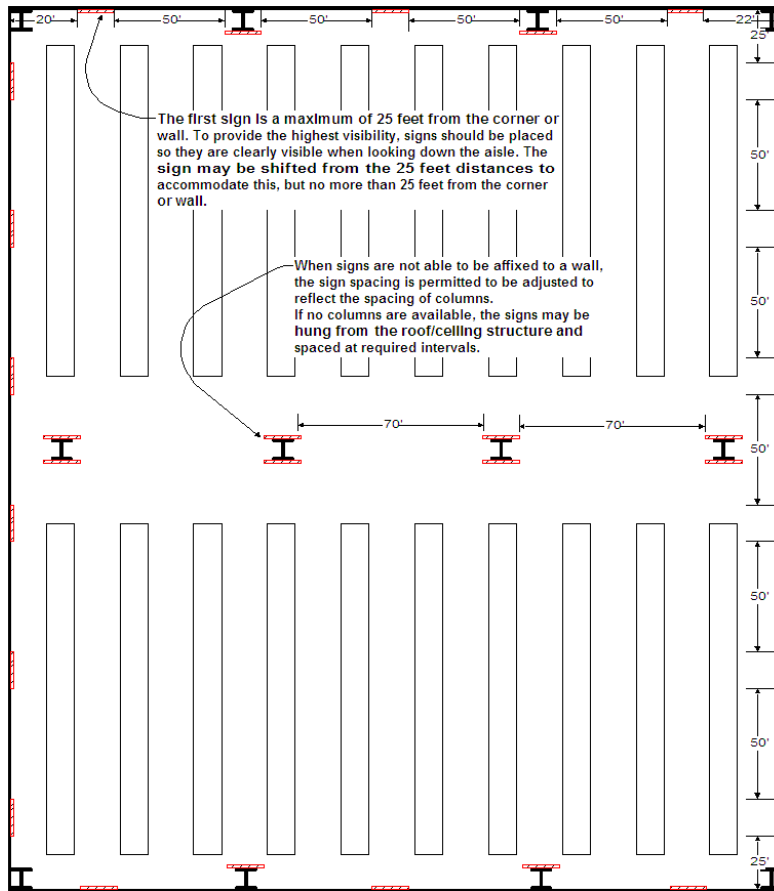 20' 50' 50' 50' 50' 22'
25'
The first sign is a maximum of 25 feet from the corner or
wall. To provide the highest visibility, signs should be placed
so they are clearly visible when looking down the aisle. The
sign may be shifted from the 25 feet distances to
accommodate this, but no more than 25 feet from the corner
or wall.
50'
When signs are not able to be affixed to a wall,
the sign spacing is permitted to be adjusted to
reflect the spacing of columns.
If no columns are available, the signs may be
hung from the roof/ceiling structure and
spaced at required intervals.
50'
70' 70'
50'
50'
50'
25'